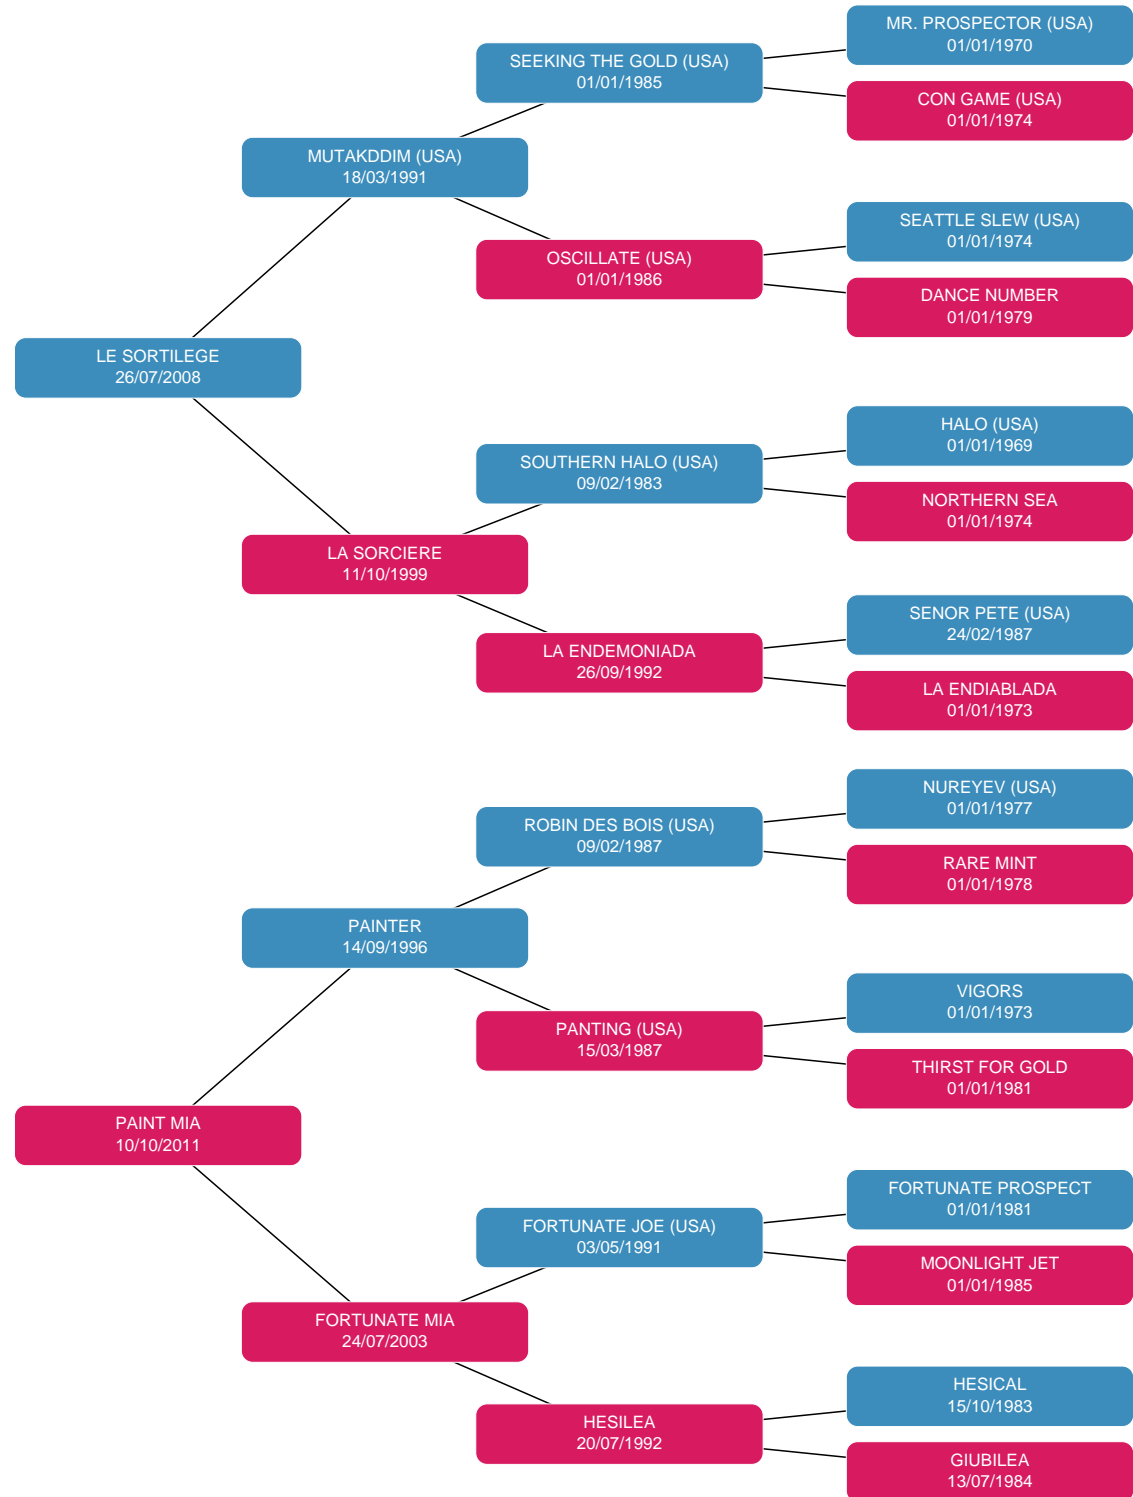 MR. PROSPECTOR (USA)
01/01/1970
SEEKING THE GOLD (USA)
01/01/1985
CON GAME (USA)
01/01/1974
MUTAKDDIM (USA)
18/03/1991
SEATTLE SLEW (USA)
01/01/1974
OSCILLATE (USA)
01/01/1986
DANCE NUMBER
01/01/1979
LE SORTILEGE
26/07/2008
HALO (USA)
01/01/1969
SOUTHERN HALO (USA)
09/02/1983
NORTHERN SEA
01/01/1974
LA SORCIERE
11/10/1999
SENOR PETE (USA)
24/02/1987
LA ENDEMONIADA
26/09/1992
LA ENDIABLADA
01/01/1973
NUREYEV (USA)
01/01/1977
ROBIN DES BOIS (USA)
09/02/1987
RARE MINT
01/01/1978
PAINTER
14/09/1996
VIGORS
01/01/1973
PANTING (USA)
15/03/1987
THIRST FOR GOLD
01/01/1981
PAINT MIA
10/10/2011
FORTUNATE PROSPECT
01/01/1981
FORTUNATE JOE (USA)
03/05/1991
MOONLIGHT JET
01/01/1985
FORTUNATE MIA
24/07/2003
HESICAL
15/10/1983
HESILEA
20/07/1992
GIUBILEA
13/07/1984